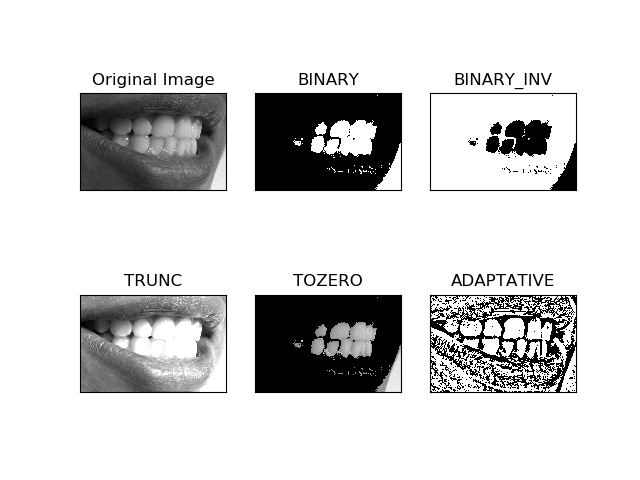 Original Image
BINARY
BINARY_INV
TRUNC
TOZERO
ADAPTATIVE